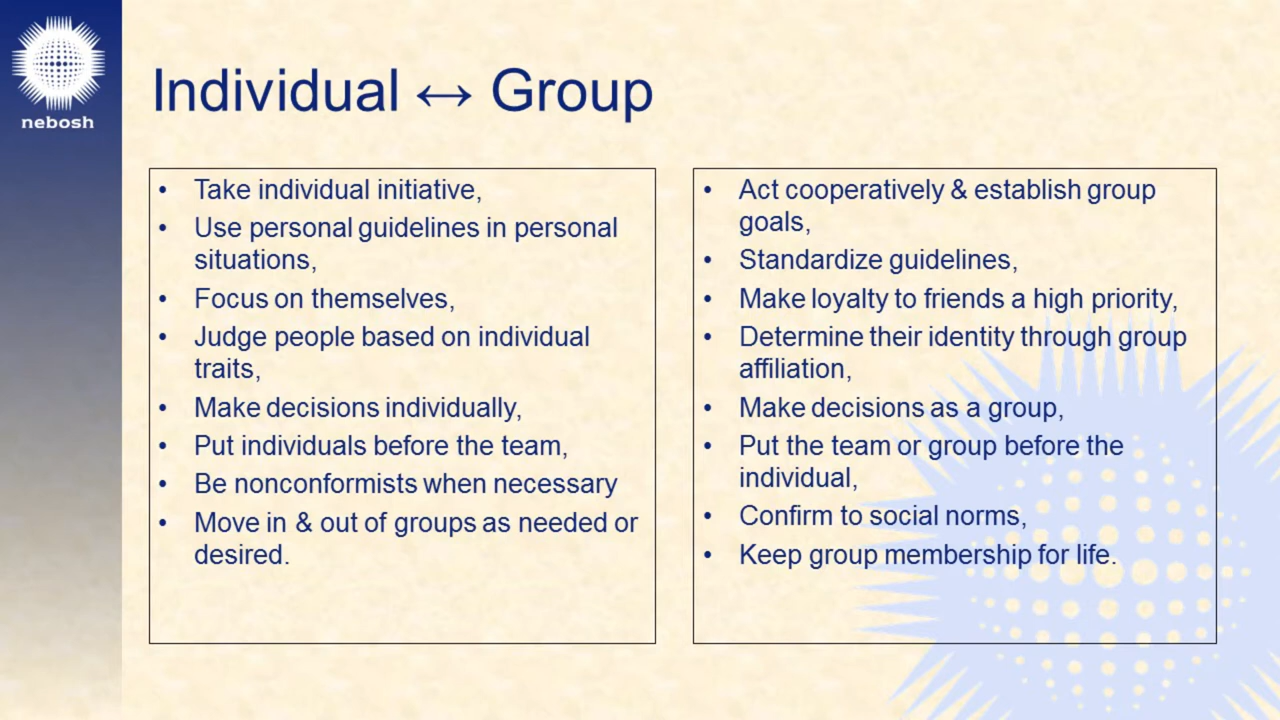 nebosh
Individual ↔ Group
• Take individual initiative,
• Use personal guidelines in personal
situations,
• Focus on themselves,
• Judge people based on individual
traits,
• Make decisions individually,
• Put individuals before the team,
• Be nonconformists when necessary
• Move in & out of groups as needed or
desired.
• Act cooperatively & establish group
goals,
• Standardize guidelines,
• Make loyalty to friends a high priority,
• Determine their identity through group
affiliation,
• Make decisions as a group,
• Put the team or group before the
individual,
• Confirm to social norms,
• Keep group membership for life.